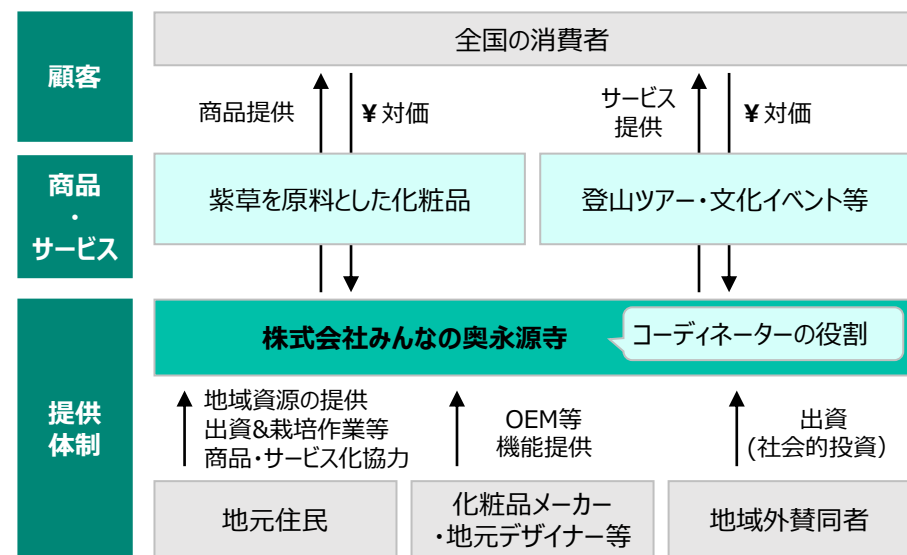 顧客
全国の消費者
商品提供
¥ 対価
サービス
提供
¥ 対価
商品
・
サービス
紫草を原料とした化粧品
登山ツアー・文化イベント等
提供
体制
株式会社みんなの奥永源寺
コーディネーターの役割
地域資源の提供
出資&栽培作業等
商品・サービス化協力
OEM等
機能提供
出資
(社会的投資)
地元住民
化粧品メーカー
・地元デザイナー等
地域外賛同者